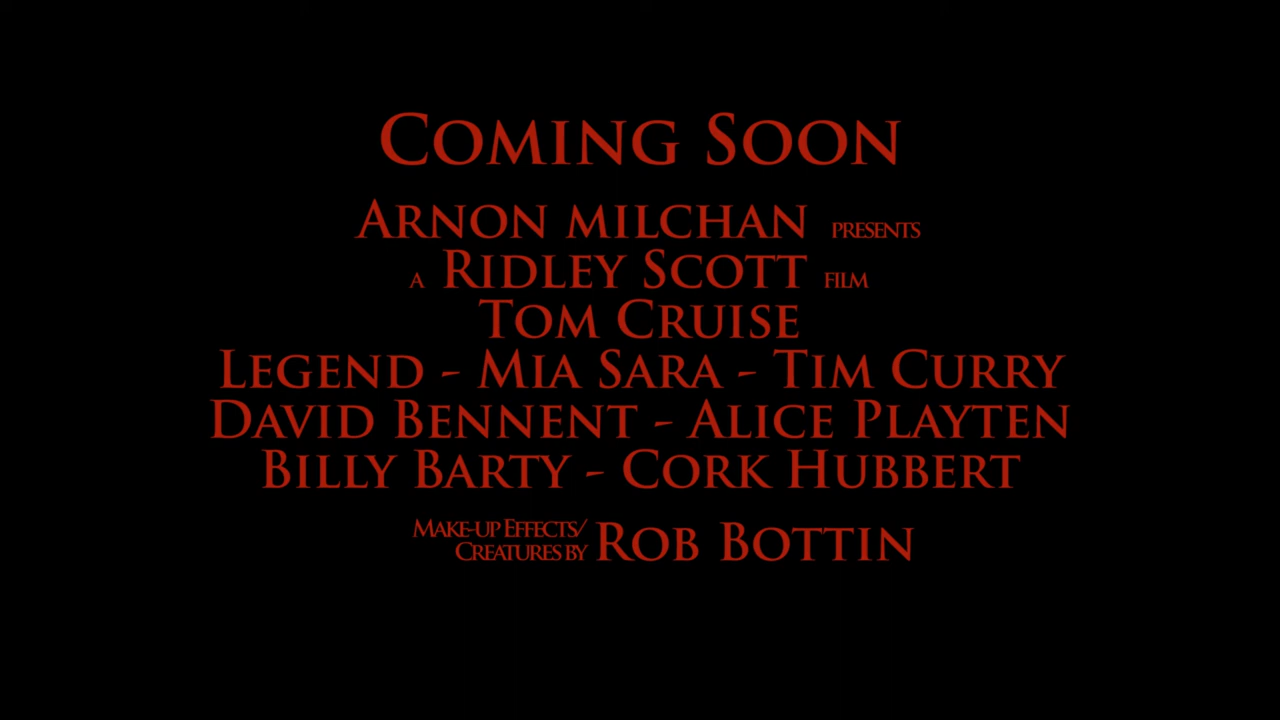 Coming Soon
Arnon milchan presents
a Ridley Scott film
Tom Cruise
Legend - Mia Sara - Tim Curry
David Bennent - Alice Playten
Billy Barty - Cork Hubbert
Make-up Effects/
Creatures by Rob Bottin